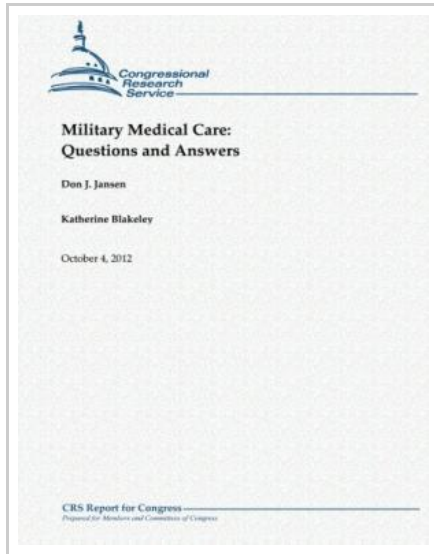 Congressional
Research
Service
Military Medical Care:
Questions and Answers
Don J. Jansen
Katherine Blakeley
October 4, 2012
CRS Report for Congress
Prepared for Members and Committees of Congress